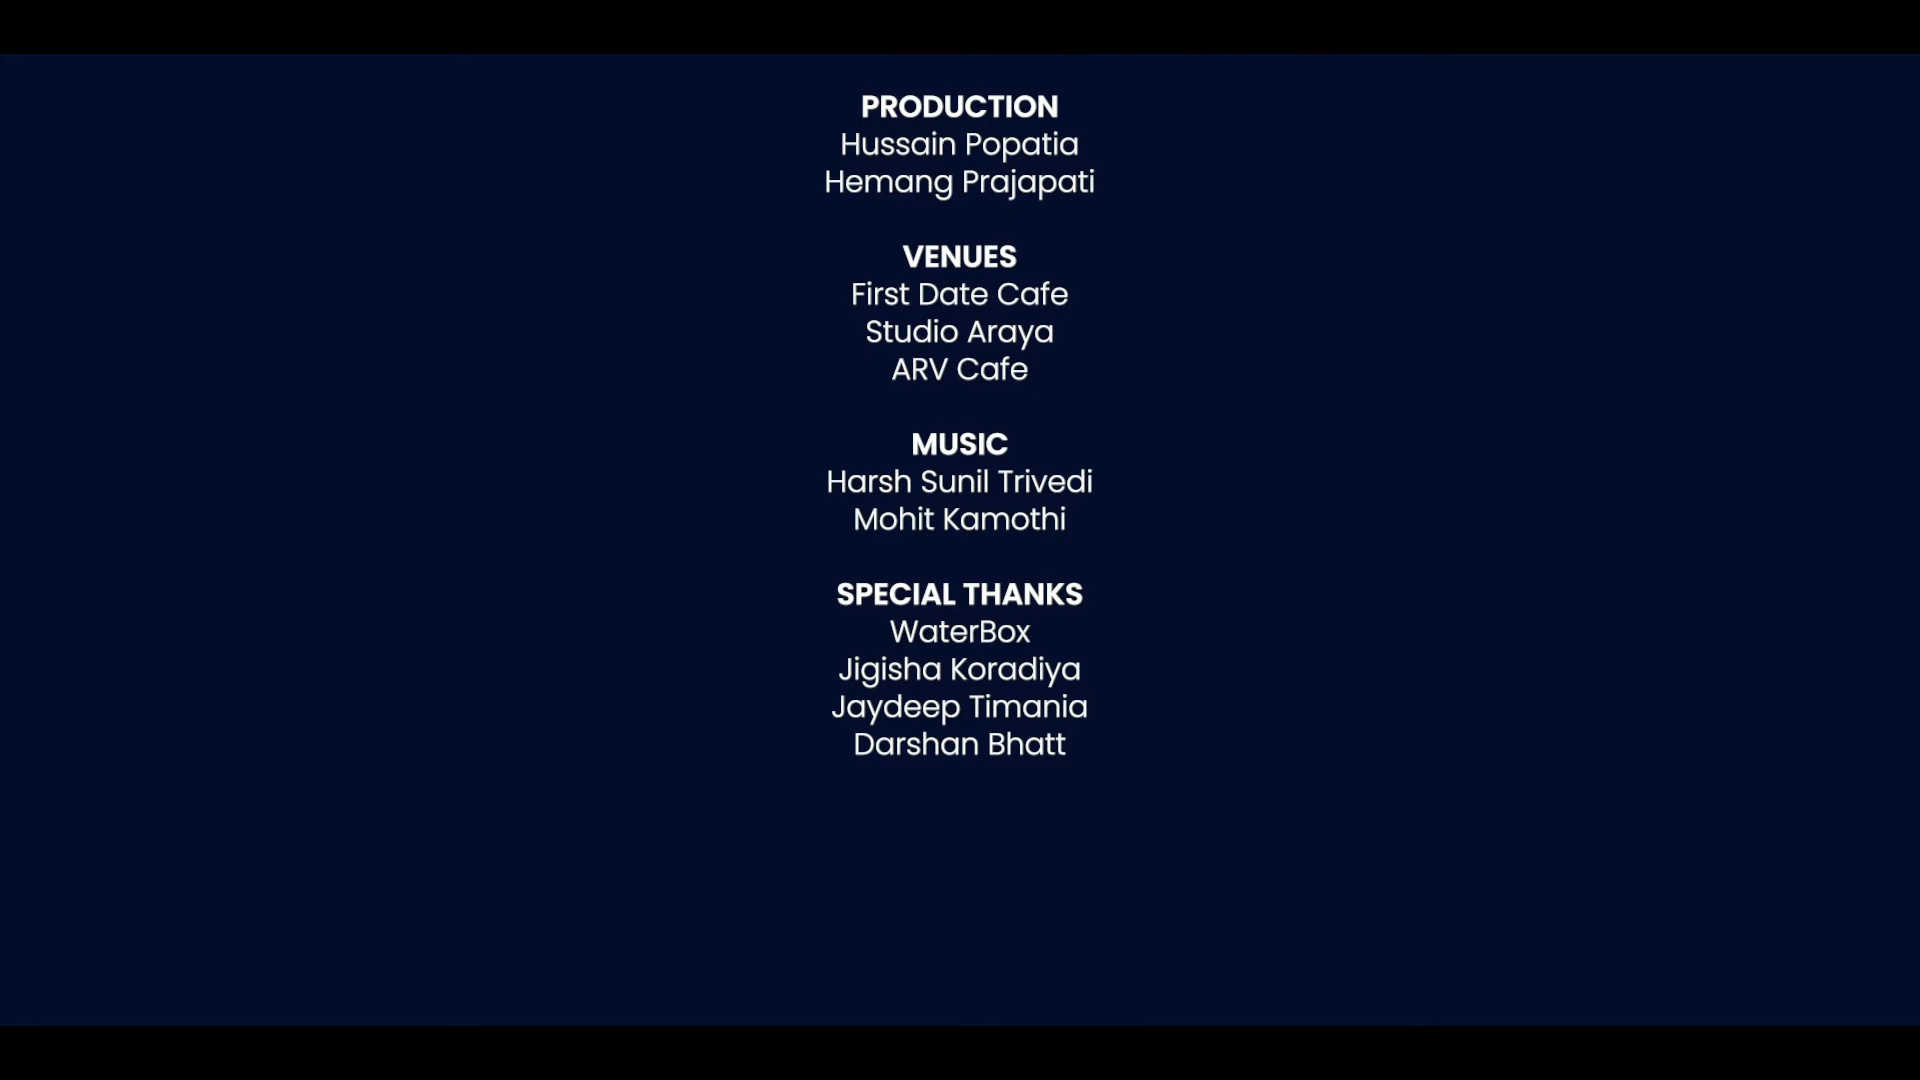 PRODUCTION
Hussain Popatia
Hemang Prajapati
VENUES
First Date Cafe
Studio Araya
ARV Cafe
MUSIC
Harsh Sunil Trivedi
Mohit Kamothi
SPECIAL THANKS
WaterBox
Jigisha Koradiya
Jaydeep Timania
Darshan Bhatt